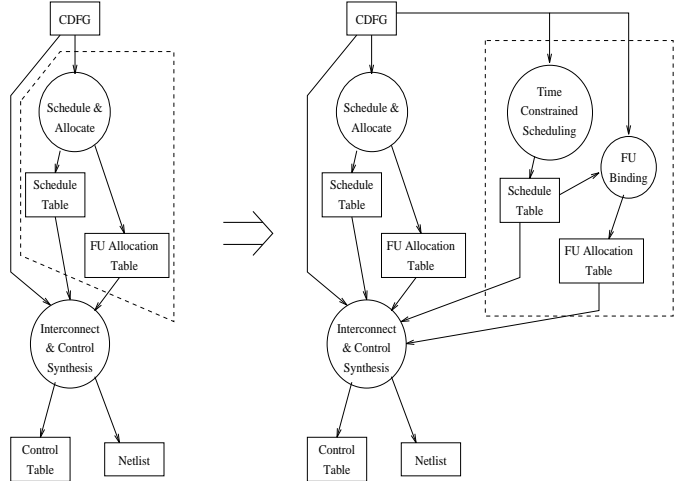 CDFG
Schedule &
Allocate
Schedule
Table
FU Allocation
Table
Interconnect
& Control
Synthesis
Control
Table
Netlist
CDFG
Schedule &
Allocate
Schedule
Table
FU Allocation
Table
Interconnect
& Control
Synthesis
Control
Table
Netlist
Time
Constrained
Scheduling
FU
Binding
Schedule
Table
FU Allocation
Table